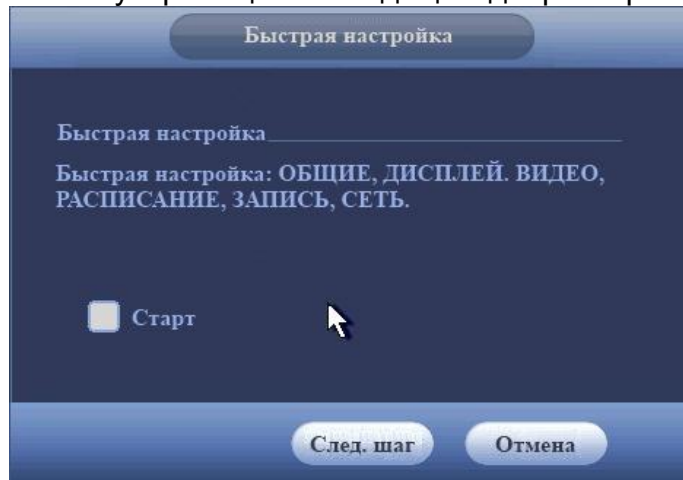 Быстрая настройка
Быстрая настройка
Быстрая настройка: ОБЩИЕ, ДИСПЛЕЙ. ВИДЕО,
РАСПИСАНИЕ, ЗАПИСЬ, СЕТЬ.
Старт
След. шаг
Отмена